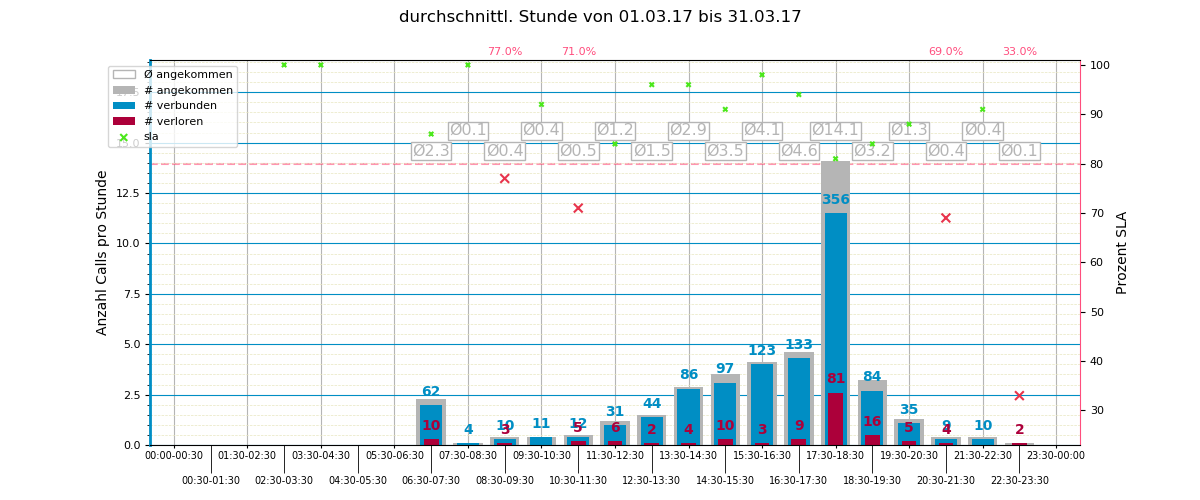 durchschnittl. Stunde von 01.03.17 bis 31.03.17
77.0% 71.0% 69.0% 33.0%
Ø angekommen
# angekommen
# verbunden
# verloren
sla
Anzahl Calls pro Stunde
12.5
10.0
7.5
5.0
2.5
0.0
Prozent SLA
100
90
80
70
60
50
40
30
Ø0.1 Ø0.4 Ø1.2 Ø2.9 Ø4.1 Ø14.1 Ø1.3 Ø0.4
Ø2.3 Ø0.4 Ø0.5 Ø1.5 Ø3.5 Ø4.6 Ø3.2 Ø0.4 Ø0.1
62 4 10 11 12 31 44 86 97 123 133 356 84 35 9 10
10 3 5 6 2 4 10 3 9 81 16 5 4 2
00:00-00:30 01:30-02:30 03:30-04:30 05:30-06:30 07:30-08:30 09:30-10:30 11:30-12:30 13:30-14:30 15:30-16:30 17:30-18:30 19:30-20:30 21:30-22:30 23:30-00:00
00:30-01:30 02:30-03:30 04:30-05:30 06:30-07:30 08:30-09:30 10:30-11:30 12:30-13:30 14:30-15:30 16:30-17:30 18:30-19:30 20:30-21:30 22:30-23:30